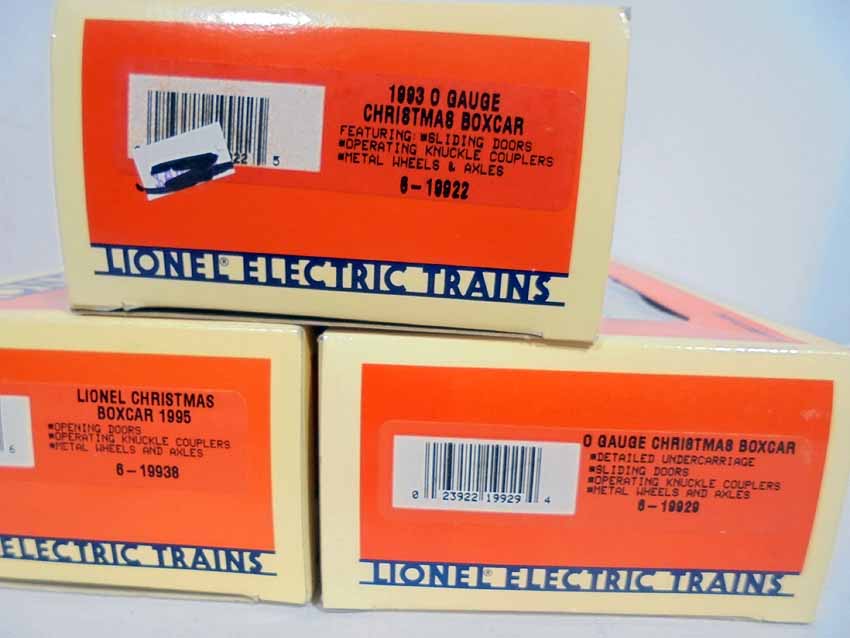 1993 O GAUGE
CHRISTMAS BOXCAR
FEATURING: ■SLIDING DOORS
■OPERATING KNUCKLE COUPLERS
■METAL WHEELS & AXLES
6-19922
22 5
LIONEL® ELECTRIC TRAINS
LIONEL CHRISTMAS
BOXCAR 1995
■OPENING DOORS
■OPERATING KNUCKLE COUPLERS
■METAL WHEELS AND AXLES
6-19938
6
ELECTRIC TRAINS
O GAUGE CHRISTMAS BOXCAR
■DETAILED UNDERCARRIAGE
■SLIDING DOORS
■OPERATING KNUCKLE COUPLERS
■METAL WHEELS AND AXLES
6-19929
0 23922 19929 4
LIONEL® ELECTRIC TRAINS